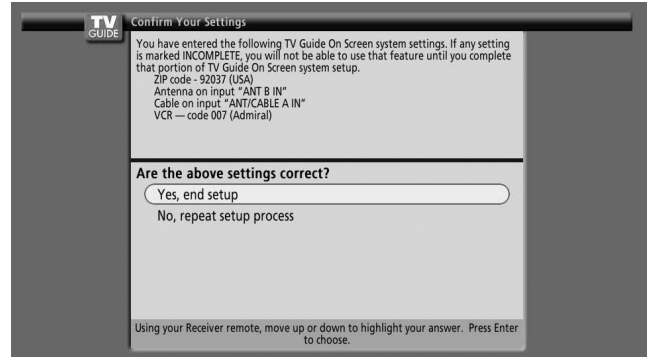 TV
GUIDE
Confirm Your Settings
You have entered the following TV Guide On Screen system settings. If any setting
is marked INCOMPLETE, you will not be able to use that feature until you complete
that portion of TV Guide On Screen system setup.
ZIP code - 92037 (USA)
Antenna on input “ANT B IN”
Cable on input “ANT/CABLE A IN”
VCR — code 007 (Admiral)
Are the above settings correct?
Yes, end setup
No, repeat setup process
Using your Receiver remote, move up or down to highlight your answer. Press Enter
to choose.